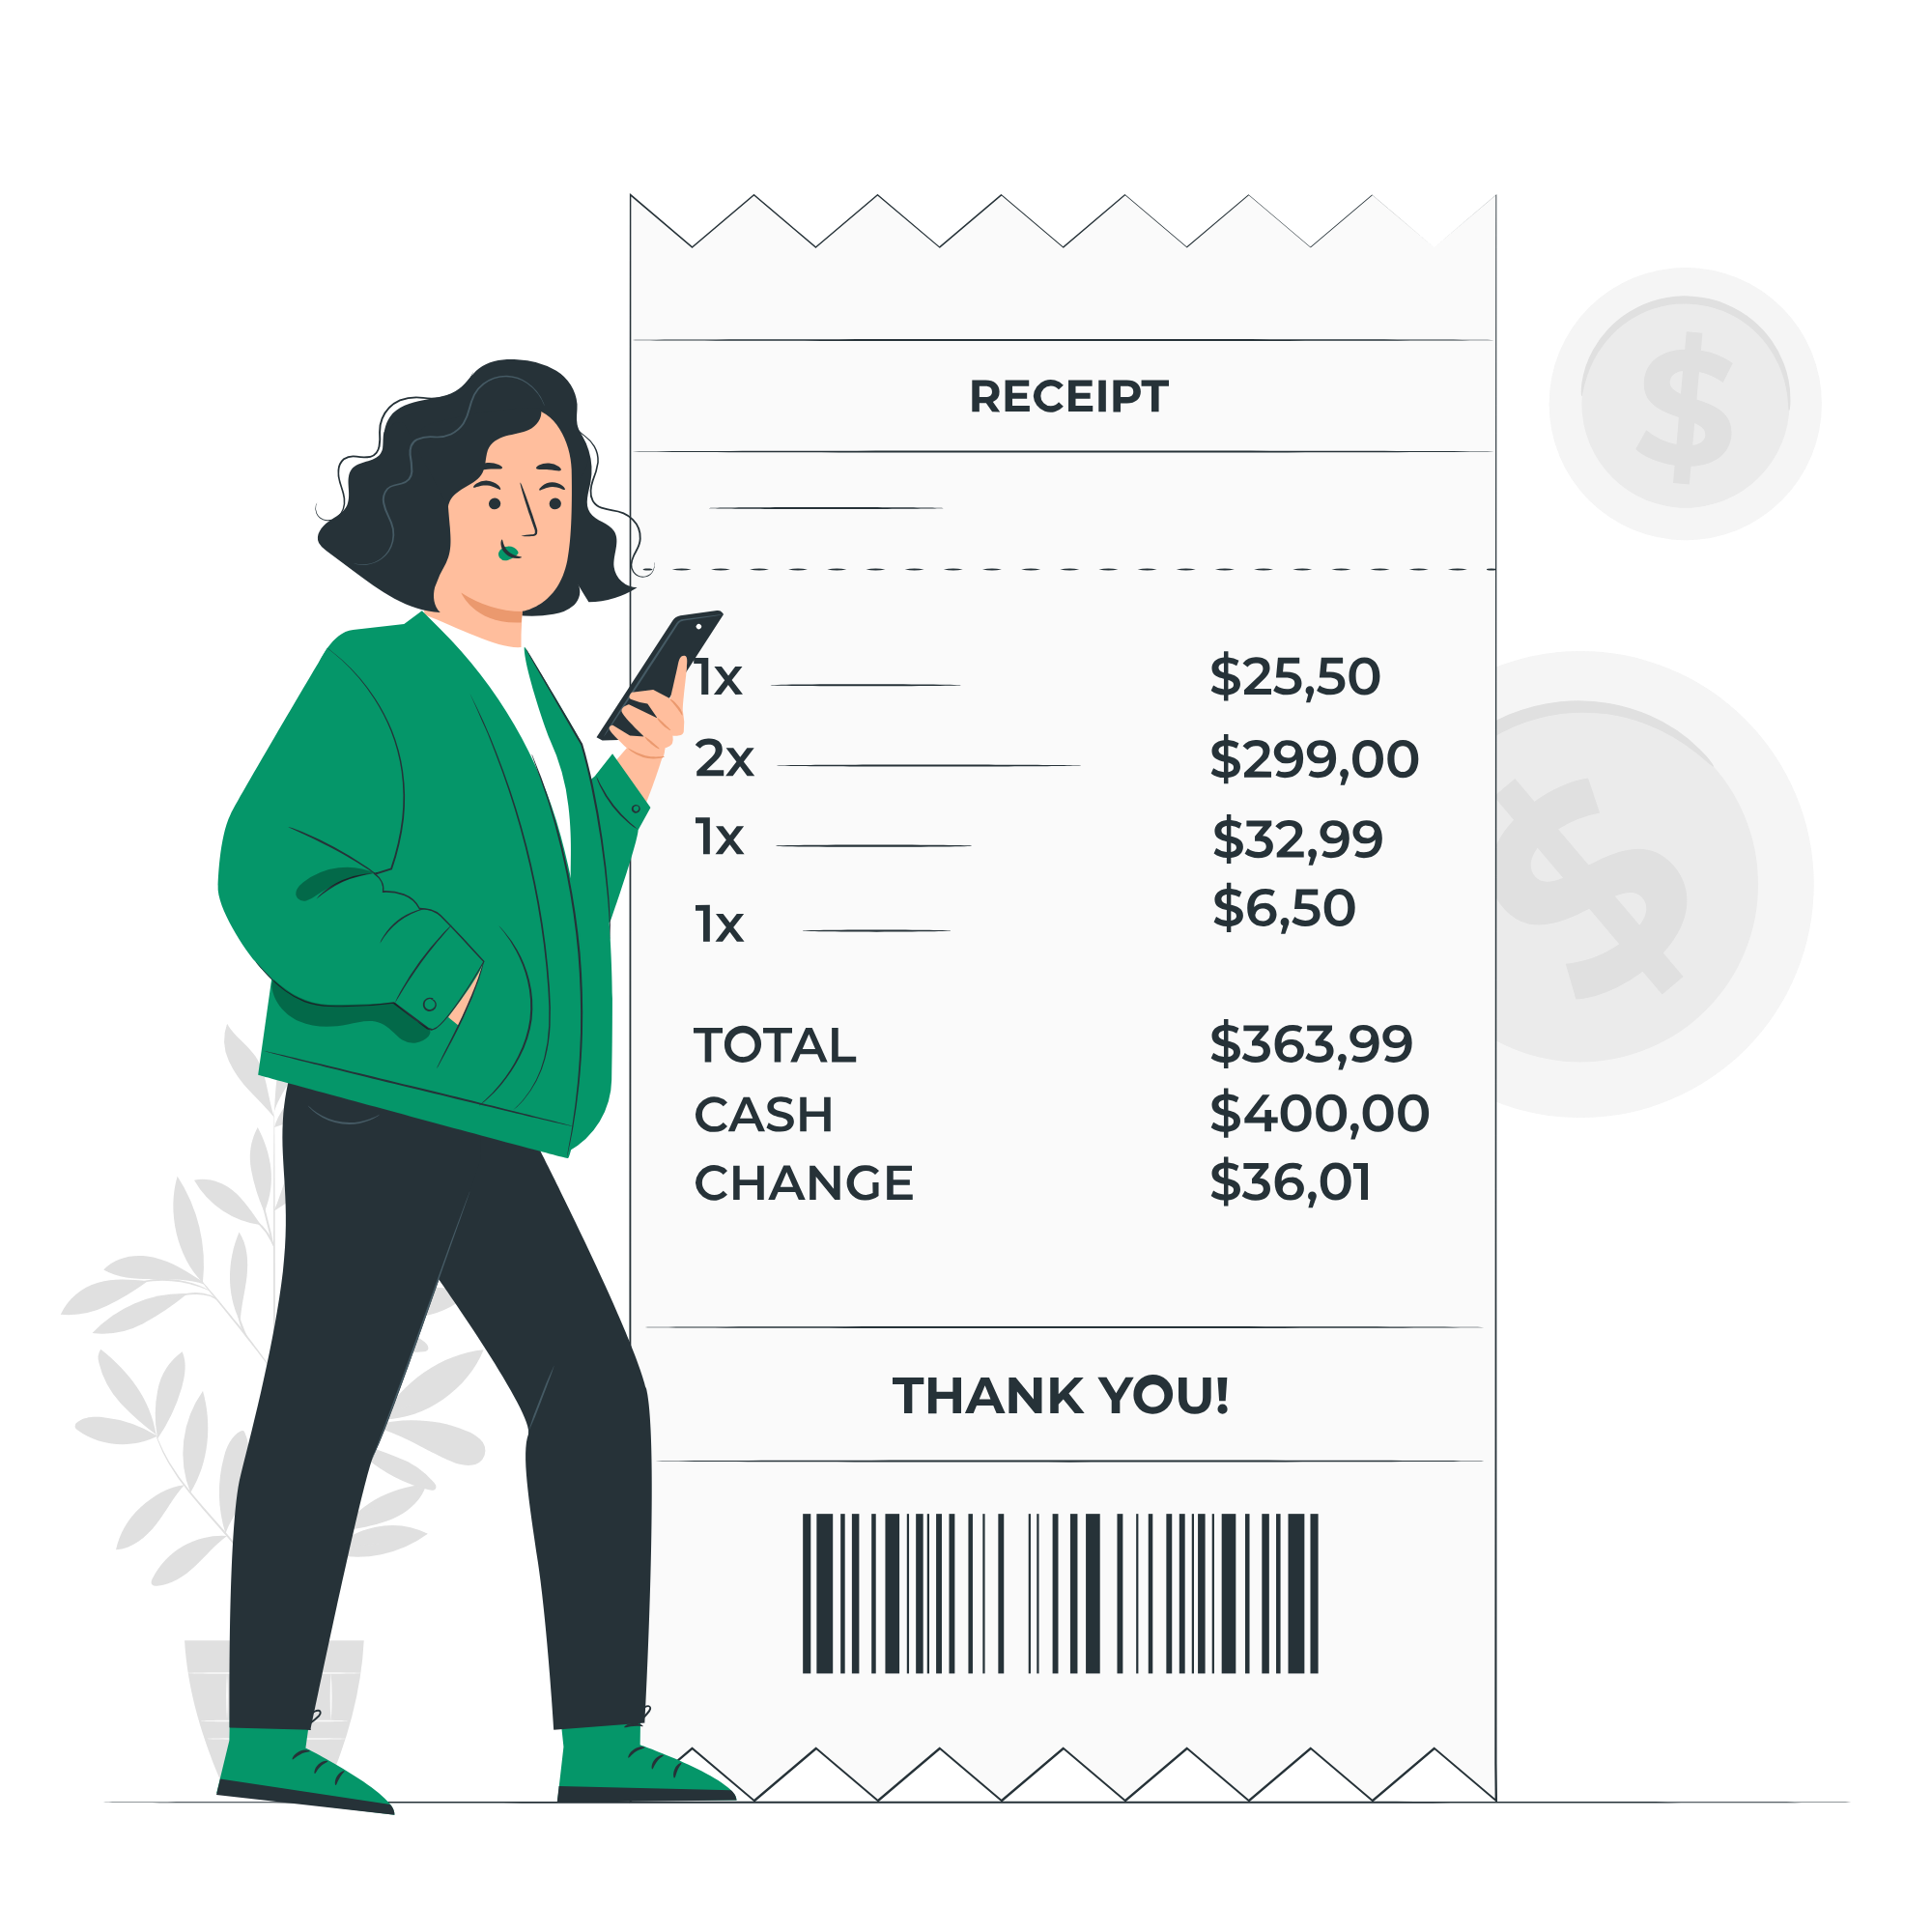 RECEIPT
1x $25,50
2x $299,00
1x $32,99
1x $6,50
TOTAL $363,99
CASH $400,00
CHANGE $36,01
THANK YOU!
$
$